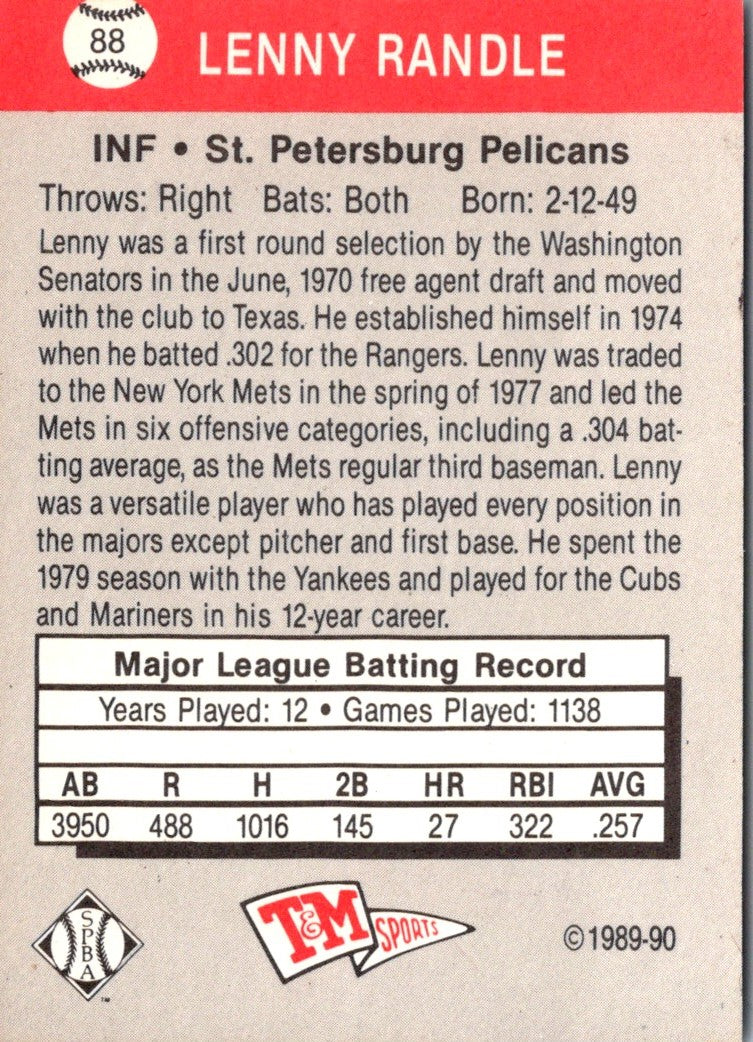 88
LENNY RANDLE
INF • St. Petersburg Pelicans
Throws: Right Bats: Both Born: 2-12-49
Lenny was a first round selection by the Washington
Senators in the June, 1970 free agent draft and moved
with the club to Texas. He established himself in 1974
when he batted .302 for the Rangers. Lenny was traded
to the New York Mets in the spring of 1977 and led the
Mets in six offensive categories, including a .304 bat-
ting average, as the Mets regular third baseman. Lenny
was a versatile player who has played every position in
the majors except pitcher and first base. He spent the
1979 season with the Yankees and played for the Cubs
and Mariners in his 12-year career.
Major League Batting Record
Years Played: 12 • Games Played: 1138
AB R H 2B HR RBI AVG
3950 488 1016 145 27 322 .257
SPBA
TM
T&M SPORTS
©1989-90